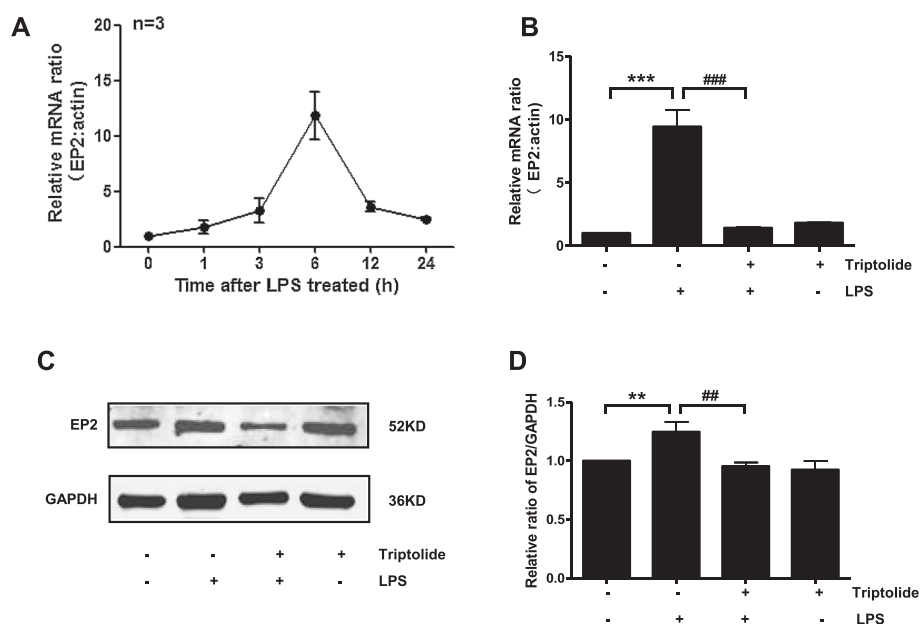 A
n=3
Relative mRNA ratio
(EP2:actin)
20
15
10
5
0
0 1 3 6 12 24
Time after LPS treated (h)
B
Relative mRNA ratio
( EP2:actin)
15
10
5
0
*** ###
- - + + Triptolide
- + + - LPS
C
EP2 52KD
GAPDH 36KD
- - + + Triptolide
- + + - LPS
D
Relative ratio of EP2/GAPDH
1.5
1.0
0.5
0.0
** ##
- - + + Triptolide
- + + - LPS